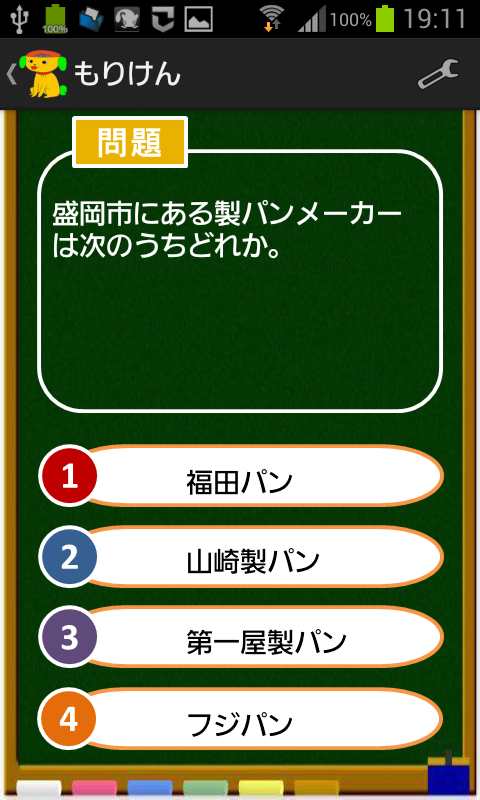 100%
100%
19:11
もりけん
問題
盛岡市にある製パンメーカー
は次のうちどれか。
1
福田パン
2
山崎製パン
3
第一屋製パン
4
フジパン